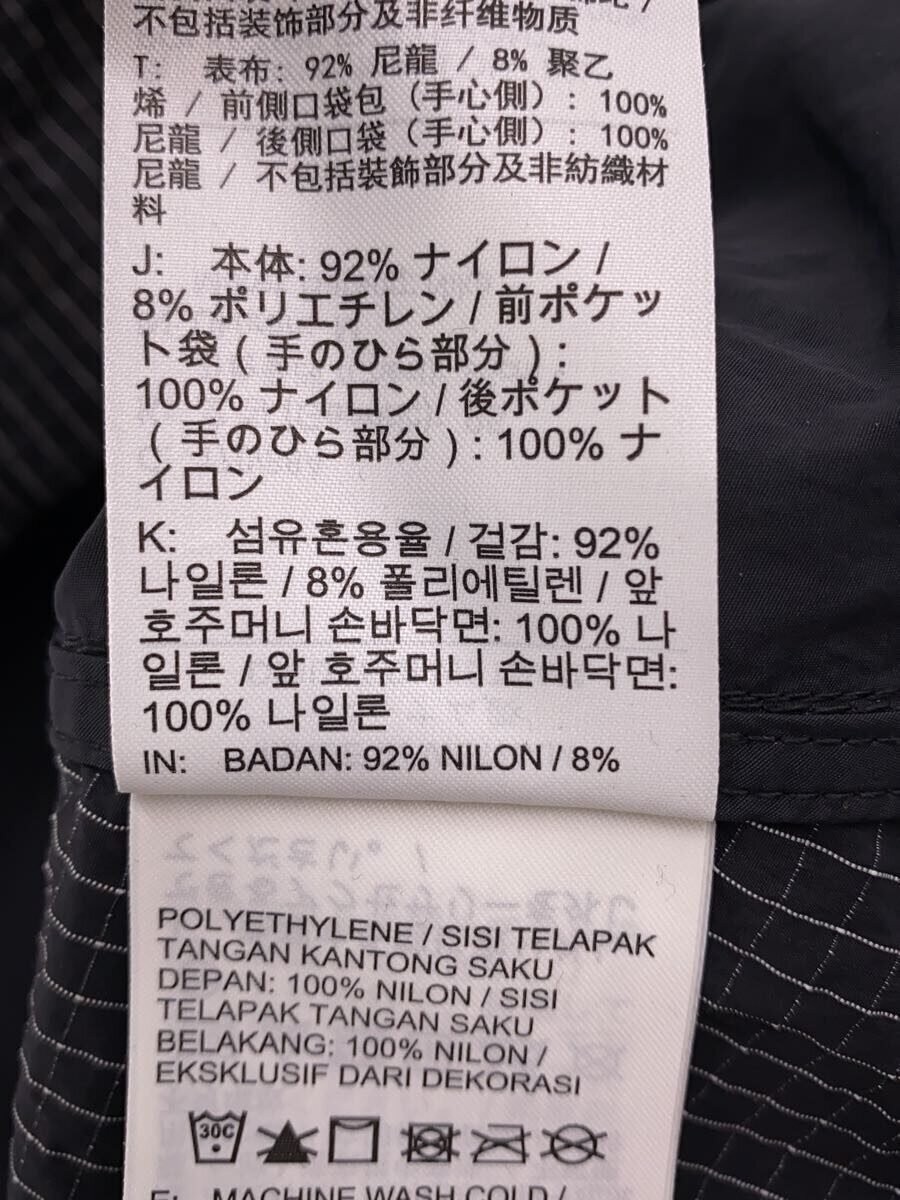 不包括装饰部分及非纤维物质
T: 表布: 92% 尼龍 / 8% 聚乙
烯 / 前側口袋包 (手心側) : 100%
尼龍 / 後側口袋 (手心側) : 100%
尼龍 / 不包括裝飾部分及非紡織材
料
J: 本体: 92% ナイロン /
8% ポリエチレン / 前ポケッ
ト袋 ( 手のひら部分 ) :
100% ナイロン / 後ポケット
( 手のひら部分 ) : 100% ナ
イロン
K: 섬유혼용율 / 겉감: 92%
나일론 / 8% 폴리에틸렌 / 앞
호주머니 손바닥면: 100% 나
일론 / 앞 호주머니 손바닥면:
100% 나일론
IN: BADAN: 92% NILON / 8%
POLYETHYLENE / SISI TELAPAK
TANGAN KANTONG SAKU
DEPAN: 100% NILON / SISI
TELAPAK TANGAN SAKU
BELAKANG: 100% NILON /
EKSKLUSIF DARI DEKORASI
30C
E: MACHINE WASH COLD /